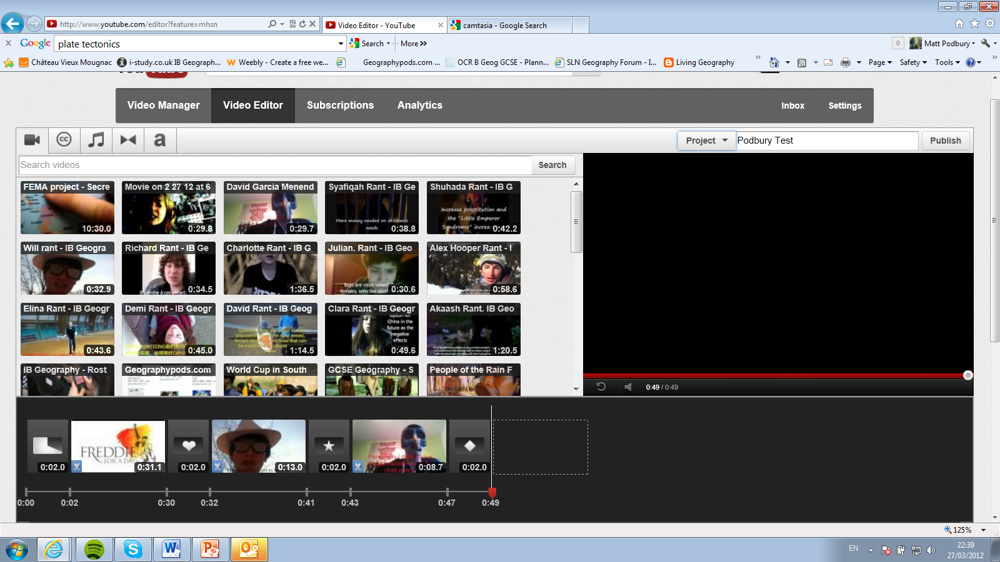 http://www.youtube.com/editor?feature=mhsn
Video Editor - YouTube
camtasia - Google Search
x Google
plate tectonics
Search
More >>
0
Matt Podbury
Château Vieux Mougnac
i-study.co.uk IB Geograph...
Weebly - Create a free we...
Geographypods.com ...
OCR B Geog GCSE - Plann...
SLN Geography Forum - I...
Living Geography
Page
Safety
Tools
Video Manager
Video Editor
Subscriptions
Analytics
Inbox
Settings
cc
a
Project
Podbury Test
Publish
Search videos
Search
FEMA project - Secre
10:30.0
Movie on 2 27 12 at 6
0:29.8
David Garcia Menend
0:29.7
Syafiqah Rant - IB Ge
More money needed on children's
needs
0:38.8
Shuhada Rant - IB G
Increase prostitution and
the "Little Emperor
Syndrome" increa
0:42.2
Will rant - IB Geogra
0:32.9
Richard Rant - IB Ge
0:34.5
Charlotte Rant - IB G
1:36.5
Julian. Rant - IB Geo
Boys are more value
females, selective abor
0:30.6
Alex Hooper Rant - I
0:58.6
Elina Rant - IB Geogr
0:43.6
Demi Rant - IB Geogr
0:45.0
David Rant - IB Geog
1:14.5
Clara Rant - IB Geogr
China in the
future as the
negative
effects
0:49.6
Akaash Rant. IB Geo
1:20.5
IB Geography - Rost
Geographypods.com
World Cup in South
GCSE Geography - S
People of the Rain F
0:49 / 0:49
0:02.0
FREDDIE
FOR A DAY
0:31.1
0:02.0
0:13.0
0:02.0
0:08.7
0:02.0
0:00
0:02
0:30
0:32
0:41
0:43
0:47
0:49
125%
EN
22:39
27/03/2012